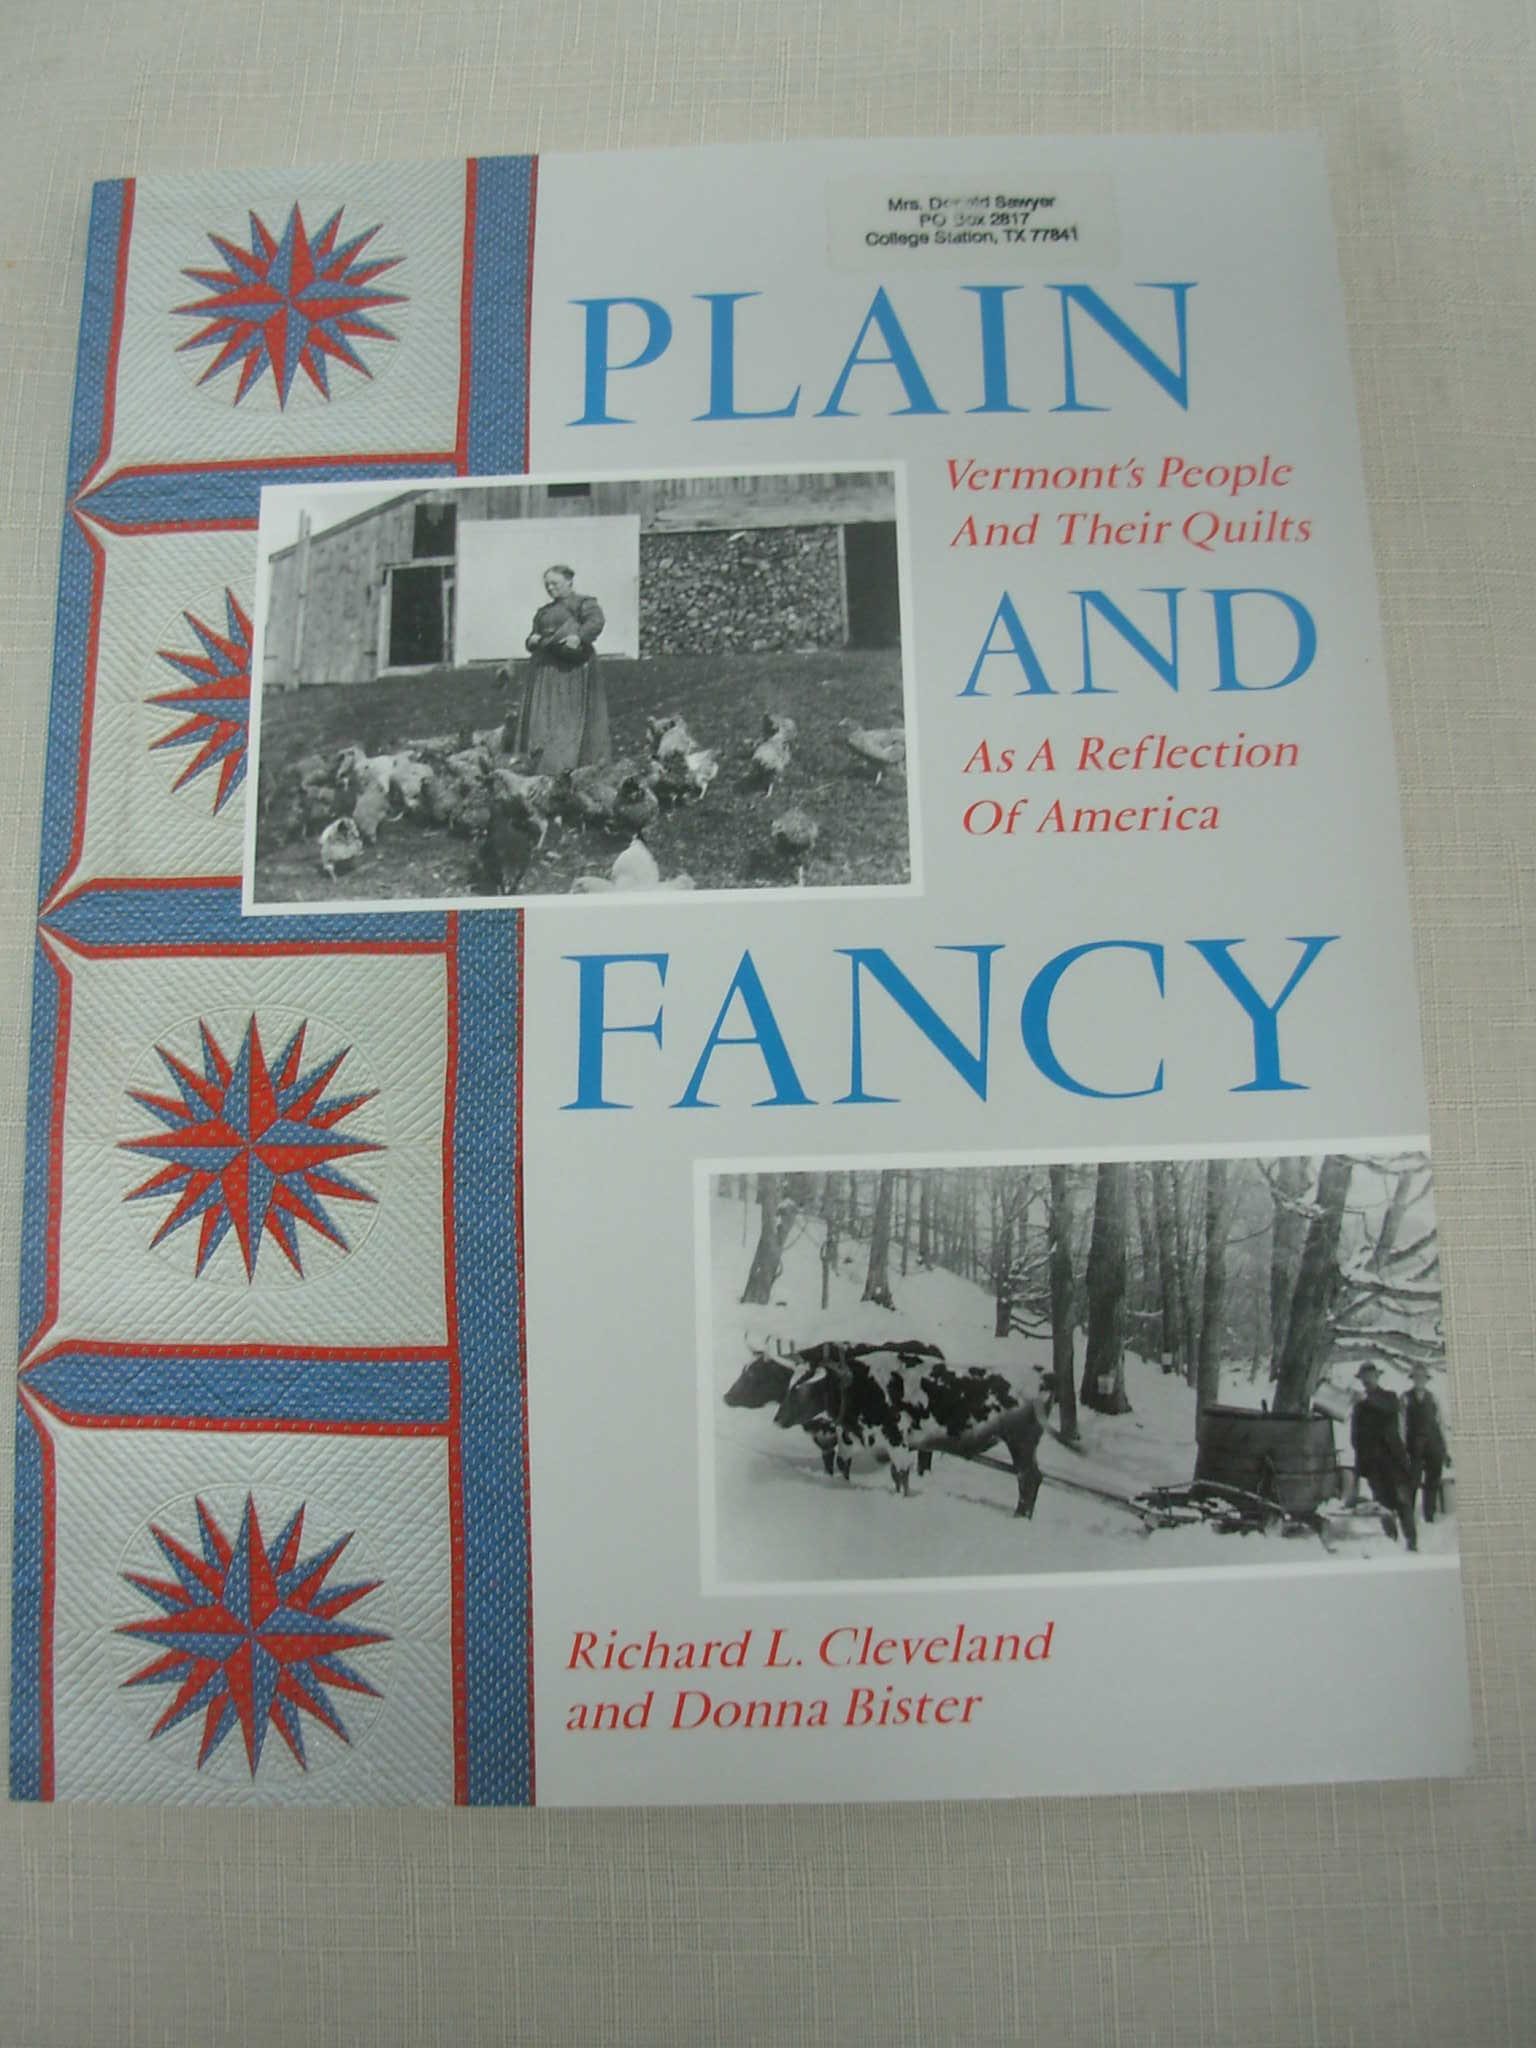 Mrs. Donald Sawyer
PO Box 2817
College Station, TX 77841
PLAIN
Vermont's People
And Their Quilts
AND
As A Reflection
Of America
FANCY
Richard L. Cleveland
and Donna Bister